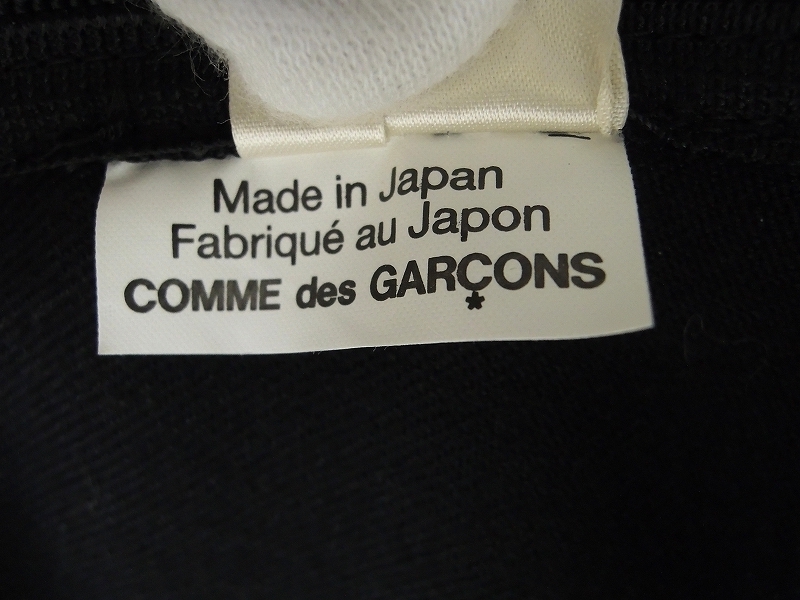 Made in Japan
Fabriqué au Japon
COMME des GARÇONS
*